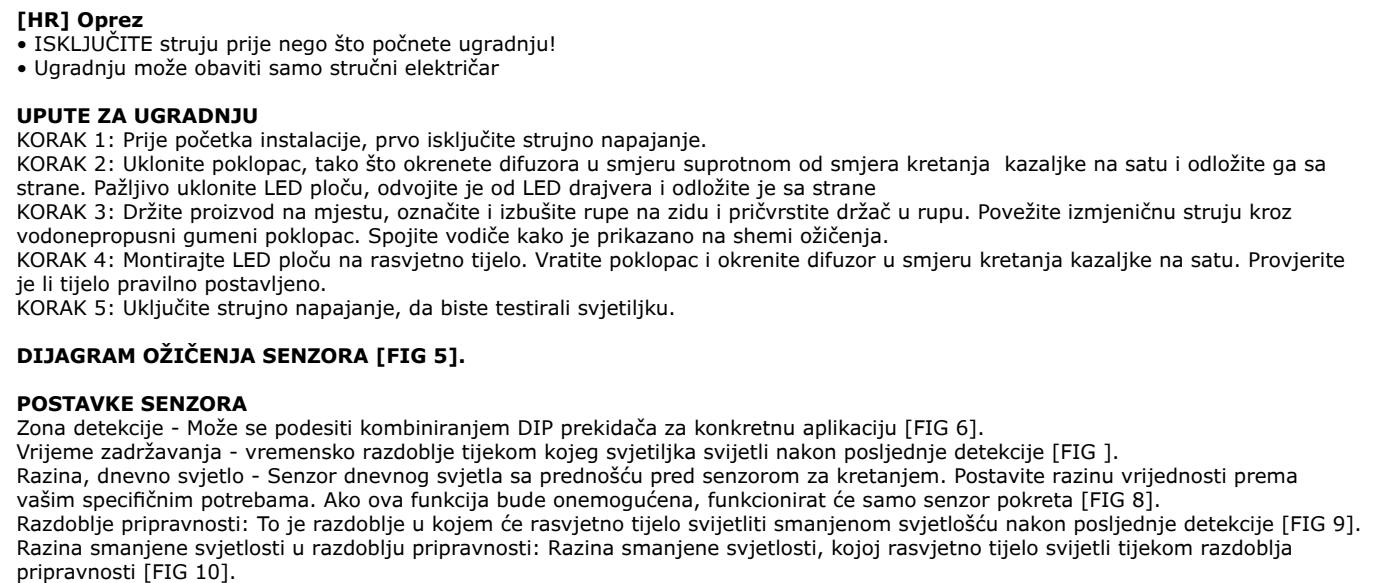 [HR] Oprez
• ISKLJUČITE struju prije nego što počnete ugradnju!
• Ugradnju može obaviti samo stručni električar
UPUTE ZA UGRADNJU
KORAK 1: Prije početka instalacije, prvo isključite strujno napajanje.
KORAK 2: Uklonite poklopac, tako što okrenete difuzora u smjeru suprotnom od smjera kretanja  kazaljke na satu i odložite ga sa
strane. Pažljivo uklonite LED ploču, odvojite je od LED drajvera i odložite je sa strane
KORAK 3: Držite proizvod na mjestu, označite i izbušite rupe na zidu i pričvrstite držač u rupu. Povežite izmjeničnu struju kroz
vodonepropusni gumeni poklopac. Spojite vodiče kako je prikazano na shemi ožičenja.
KORAK 4: Montirajte LED ploču na rasvjetno tijelo. Vratite poklopac i okrenite difuzor u smjeru kretanja kazaljke na satu. Provjerite
je li tijelo pravilno postavljeno.
KORAK 5: Uključite strujno napajanje, da biste testirali svjetiljku.
DIJAGRAM OŽIČENJA SENZORA [FIG 5].
POSTAVKE SENZORA
Zona detekcije - Može se podesiti kombiniranjem DIP prekidača za konkretnu aplikaciju [FIG 6].
Vrijeme zadržavanja - vremensko razdoblje tijekom kojeg svjetiljka svijetli nakon posljednje detekcije [FIG ].
Razina, dnevno svjetlo - Senzor dnevnog svjetla sa prednošću pred senzorom za kretanjem. Postavite razinu vrijednosti prema
vašim specifičnim potrebama. Ako ova funkcija bude onemogućena, funkcionirat će samo senzor pokreta [FIG 8].
Razdoblje pripravnosti: To je razdoblje u kojem će rasvjetno tijelo svijetliti smanjenom svjetlošću nakon posljednje detekcije [FIG 9].
Razina smanjene svjetlosti u razdoblju pripravnosti: Razina smanjene svjetlosti, kojoj rasvjetno tijelo svijetli tijekom razdoblja
pripravnosti [FIG 10].